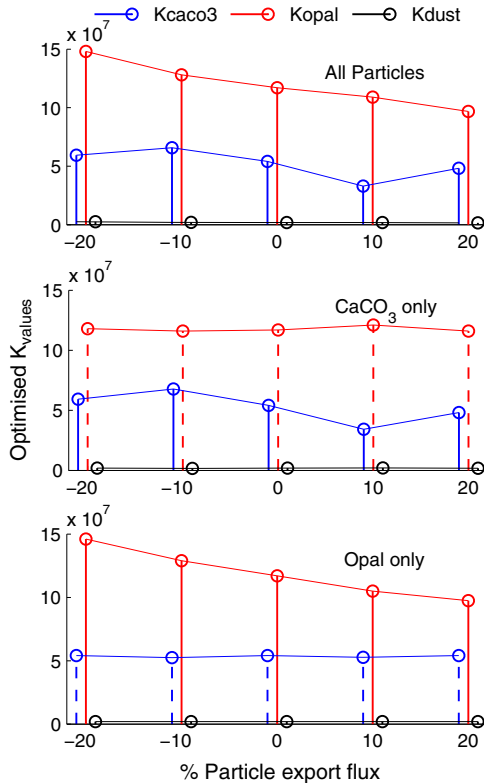 Kcaco3 Kopal Kdust
x 10^7
15
10
5
0
All Particles
-20 -10 0 10 20
x 10^7
15
10
5
0
CaCO_3 only
-20 -10 0 10 20
Optimised K_values
x 10^7
15
10
5
0
Opal only
-20 -10 0 10 20
% Particle export flux